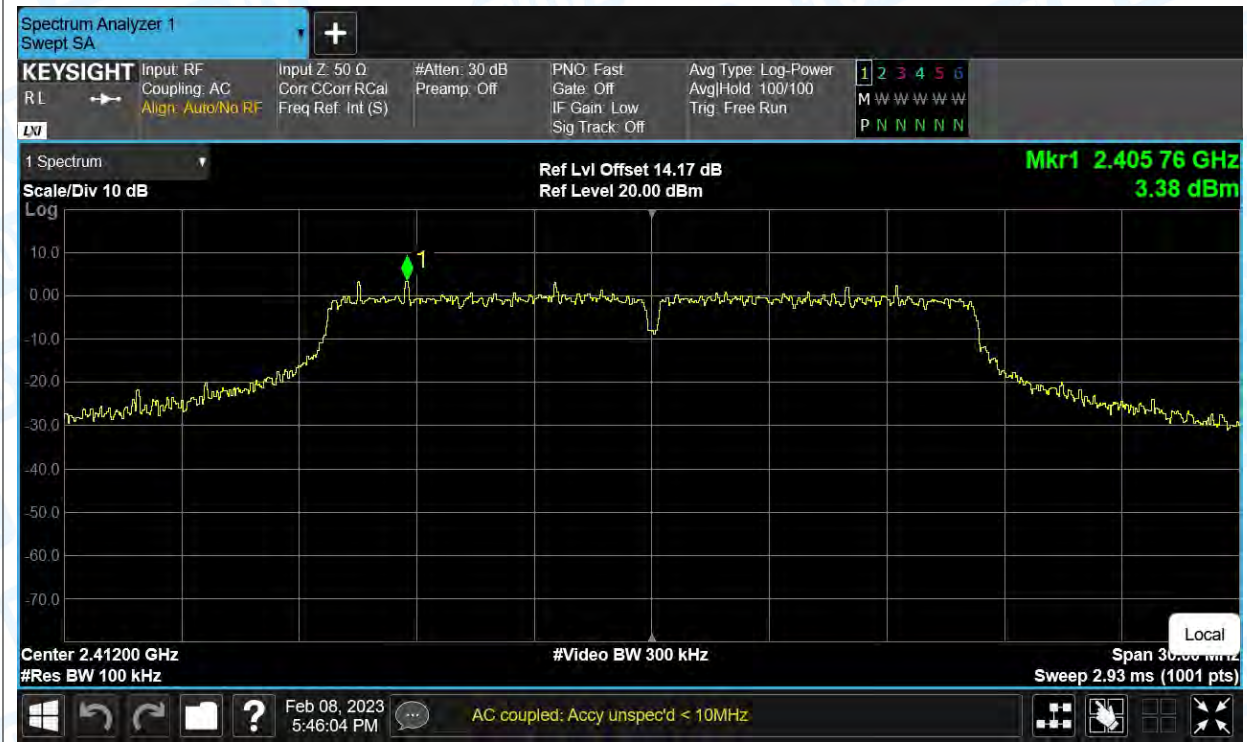 Spectrum Analyzer 1
Swept SA
+
KEYSIGHT
R L
LXI
Input: RF
Coupling: AC
Align: Auto/No RF
Input Z: 50 Ω
Corr CCorr RCal
Freq Ref: Int (S)
#Atten: 30 dB
Preamp: Off
PNO: Fast
Gate: Off
IF Gain: Low
Sig Track: Off
Avg Type: Log-Power
Avg|Hold: 100/100
Trig: Free Run
1 2 3 4 5 6
M W W W W W
P N N N N N
1 Spectrum
Scale/Div 10 dB
Log
Ref Lvl Offset 14.17 dB
Ref Level 20.00 dBm
Mkr1 2.405 76 GHz
3.38 dBm
10.0
0.00
-10.0
-20.0
-30.0
-40.0
-50.0
-60.0
-70.0
1
Local
Center 2.41200 GHz
#Res BW 100 kHz
#Video BW 300 kHz
Span 30.00 MHz
Sweep 2.93 ms (1001 pts)
?
Feb 08, 2023
5:46:04 PM
AC coupled: Accy unspec'd < 10MHz